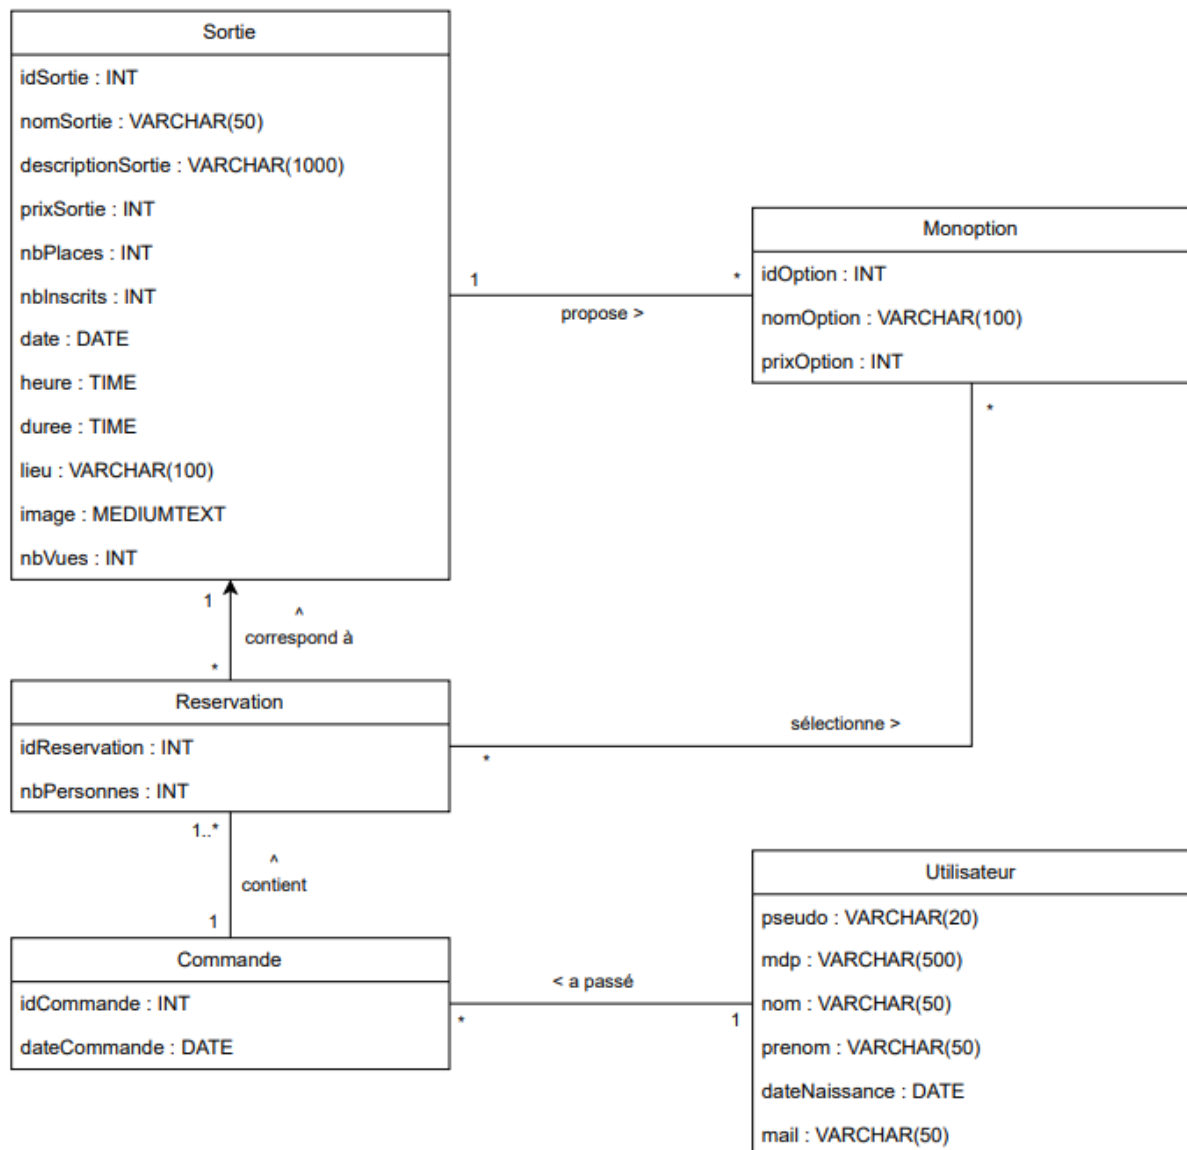 Sortie
idSortie : INT
nomSortie : VARCHAR(50)
descriptionSortie : VARCHAR(1000)
prixSortie : INT
nbPlaces : INT
nbInscrits : INT
date : DATE
heure : TIME
duree : TIME
lieu : VARCHAR(100)
image : MEDIUMTEXT
nbVues : INT
1
*
propose >
Monoption
idOption : INT
nomOption : VARCHAR(100)
prixOption : INT
*
1
^
correspond à
*
Reservation
idReservation : INT
nbPersonnes : INT
sélectionne >
*
1..*
^
contient
1
Commande
idCommande : INT
dateCommande : DATE
< a passé
*
1
Utilisateur
pseudo : VARCHAR(20)
mdp : VARCHAR(500)
nom : VARCHAR(50)
prenom : VARCHAR(50)
dateNaissance : DATE
mail : VARCHAR(50)